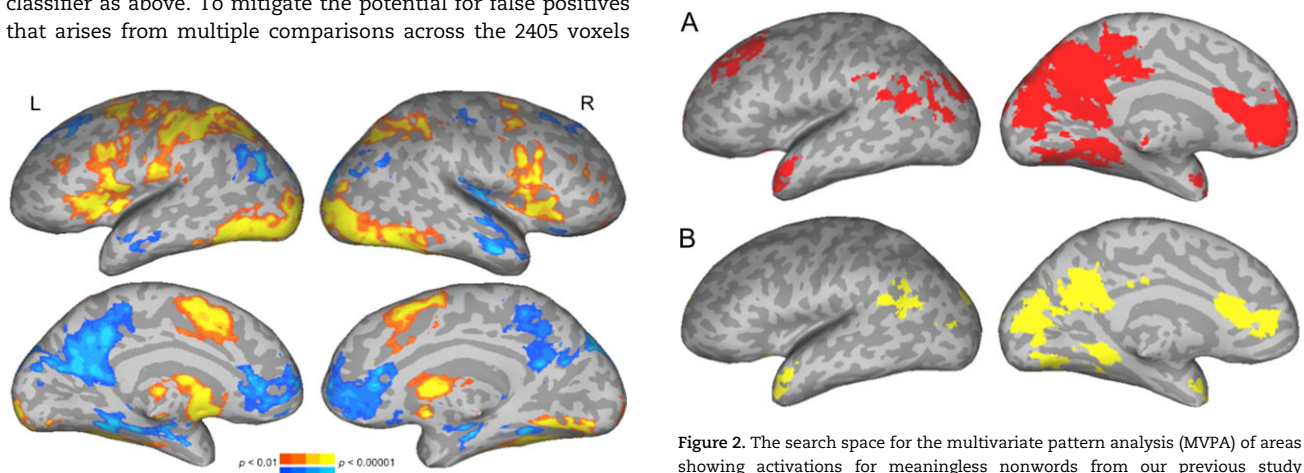 classifier as above. To mitigate the potential for false positives
that arises from multiple comparisons across the 2405 voxels
L
R
p < 0.01
p < 0.00001
A
B
Figure 2. The search space for the multivariate pattern analysis (MVPA) of areas
showing activations for meaningless nonwords from our previous study